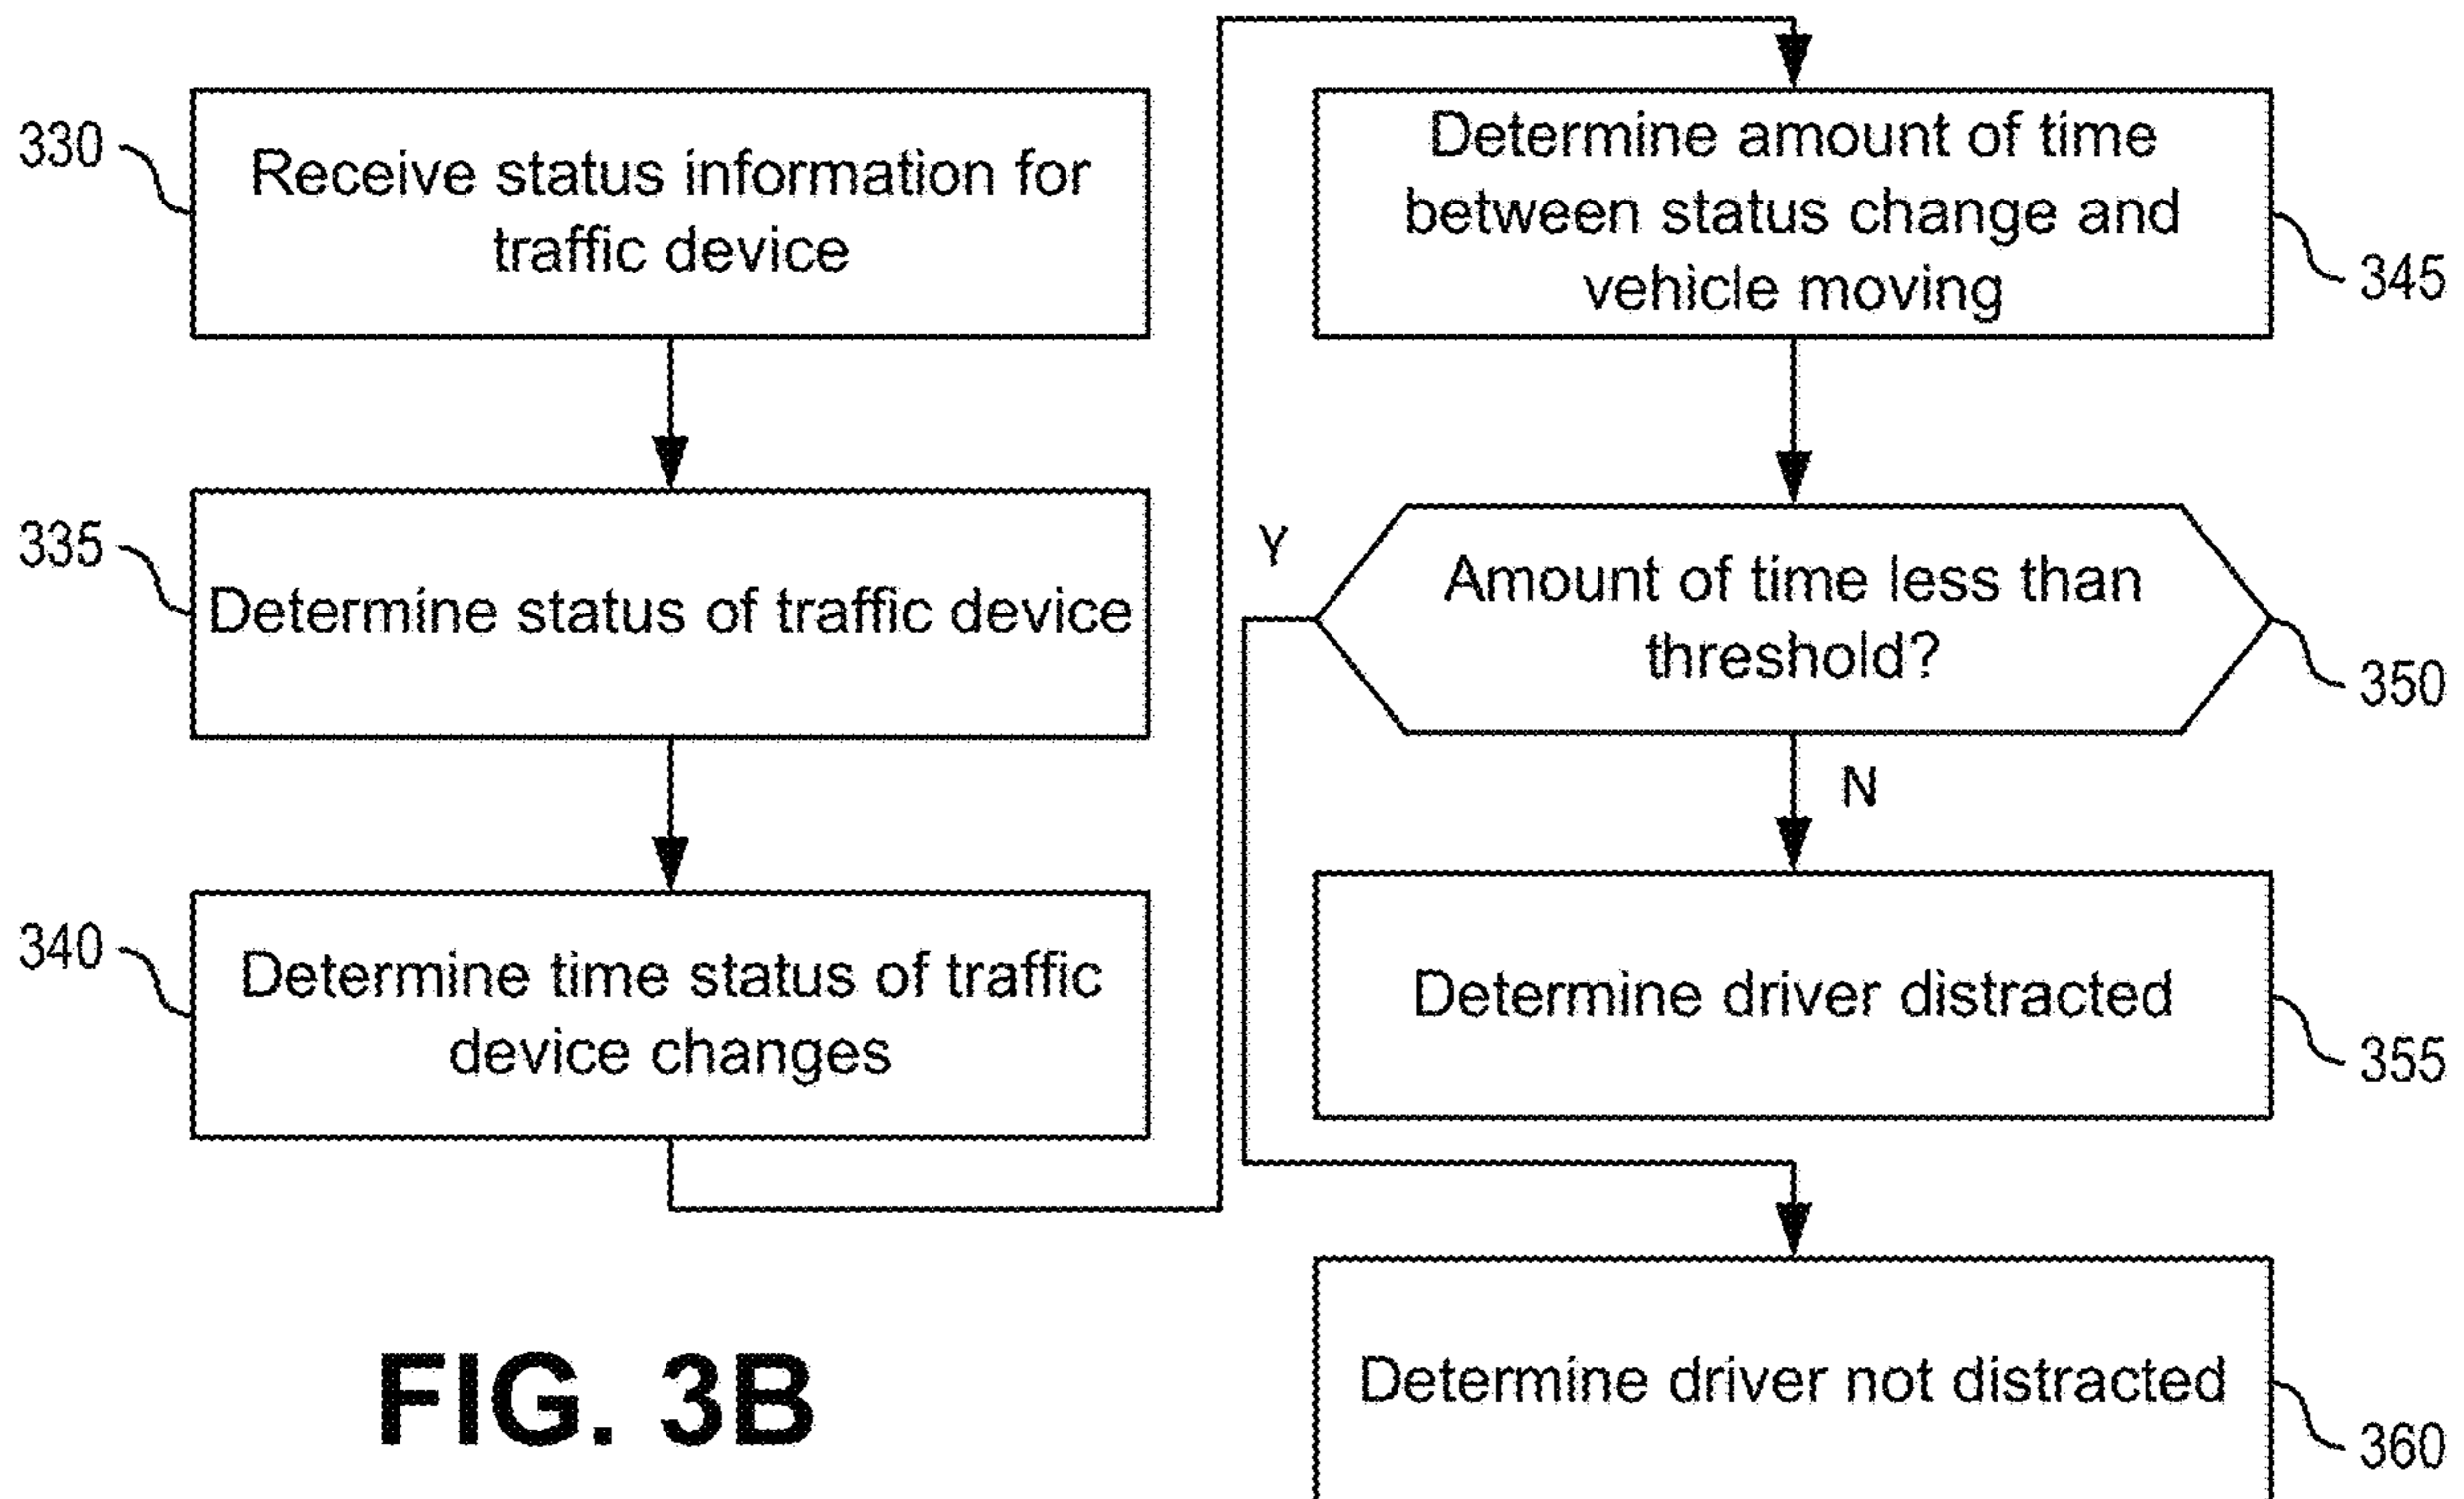 330
Receive status information for
traffic device
335
Determine status of traffic device
340
Determine time status of traffic
device changes
Determine amount of time
between status change and
vehicle moving
345
Y
Amount of time less than
threshold?
350
N
Determine driver distracted
355
Determine driver not distracted
360
FIG. 3B